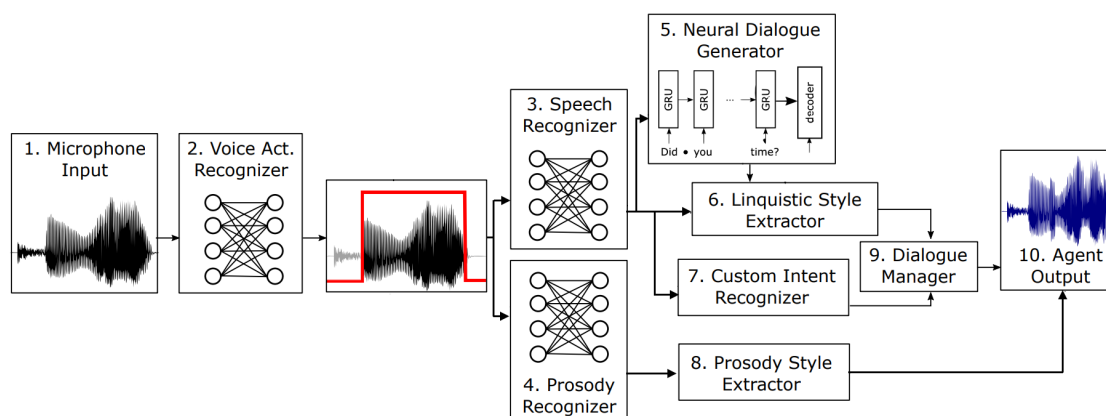 1. Microphone
Input
2. Voice Act.
Recognizer
3. Speech
Recognizer
4. Prosody
Recognizer
5. Neural Dialogue
Generator
GRU
GRU
...
GRU
decoder
Did • you
time?
6. Linquistic Style
Extractor
7. Custom Intent
Recognizer
8. Prosody Style
Extractor
9. Dialogue
Manager
10. Agent
Output